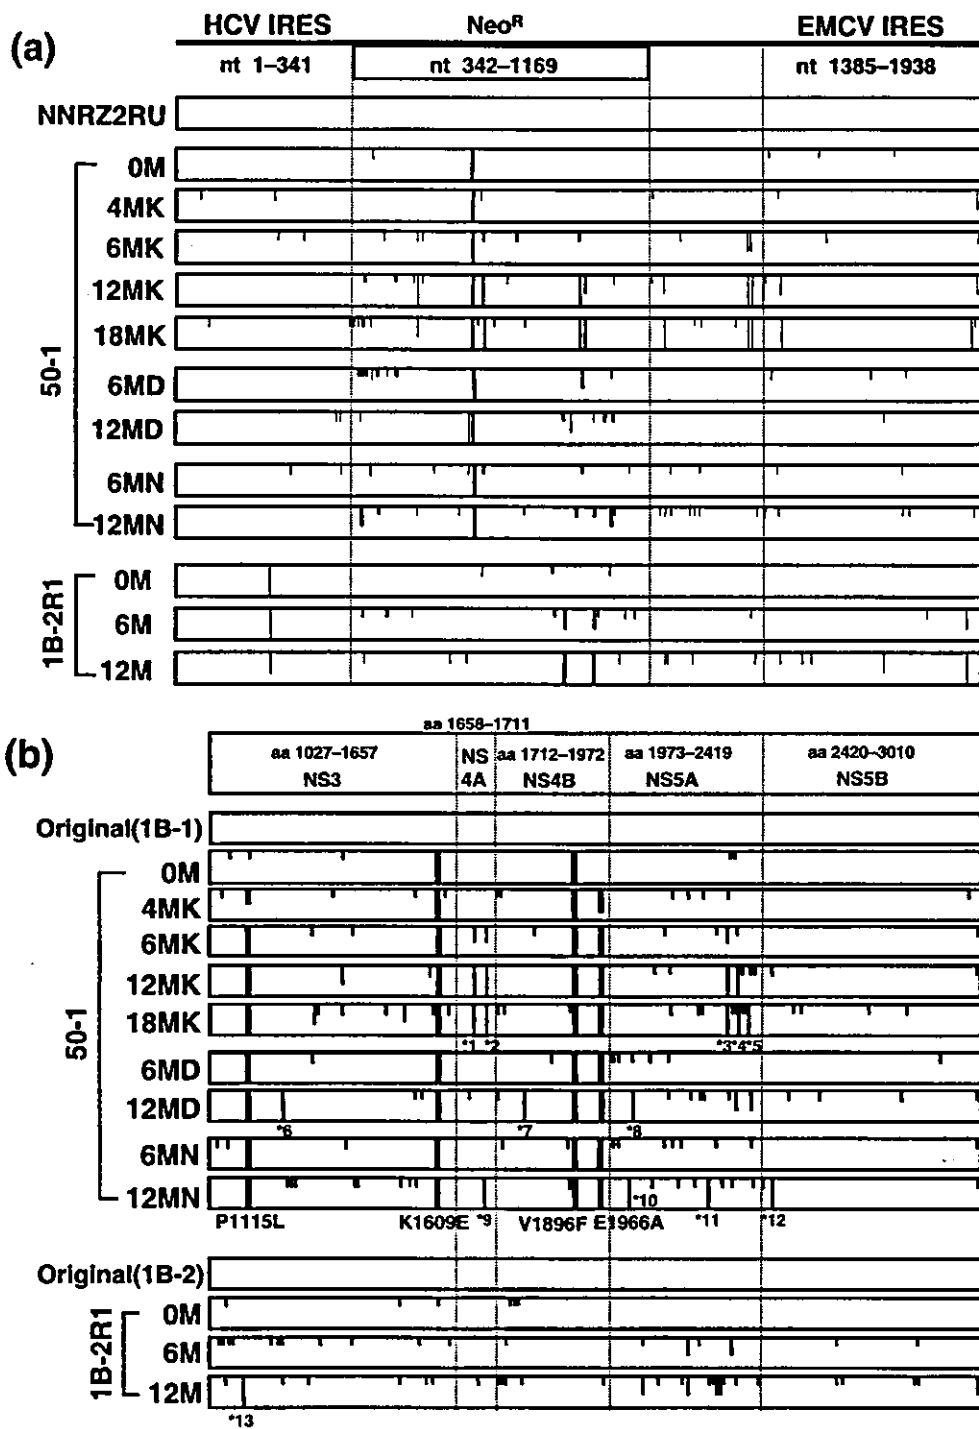 (a)
HCV IRES NeoR EMCV IRES
nt 1–341 nt 342–1169 nt 1385–1938
NNRZ2RU
50-1
0M
4MK
6MK
12MK
18MK
6MD
12MD
6MN
12MN
1B-2R1
0M
6M
12M
(b)
aa 1658–1711
aa 1027–1657 NS aa 1712–1972 aa 1973–2419 aa 2420–3010
NS3 4A NS4B NS5A NS5B
Original(1B-1)
50-1
0M
4MK
6MK
12MK
18MK
*1 *2 *3*4*5
6MD
12MD
*6 *7 *8
6MN
12MN
*10
P1115L K1609E *9 V1896F E1966A *11 *12
Original(1B-2)
1B-2R1
0M
6M
12M
*13